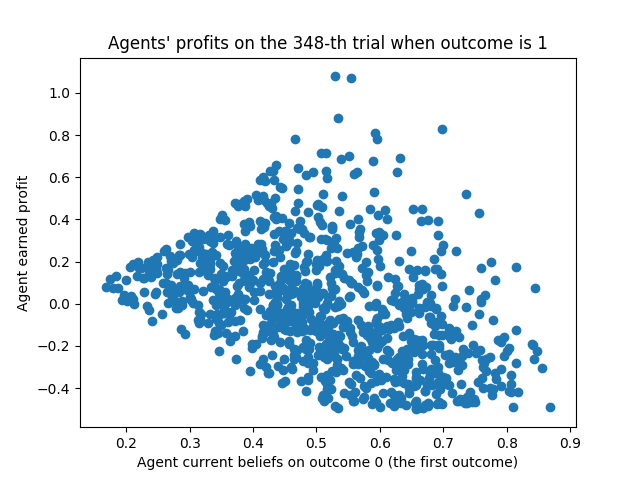 Agents' profits on the 348-th trial when outcome is 1
Agent earned profit
1.0
0.8
0.6
0.4
0.2
0.0
−0.2
−0.4
0.2 0.3 0.4 0.5 0.6 0.7 0.8 0.9
Agent current beliefs on outcome 0 (the first outcome)